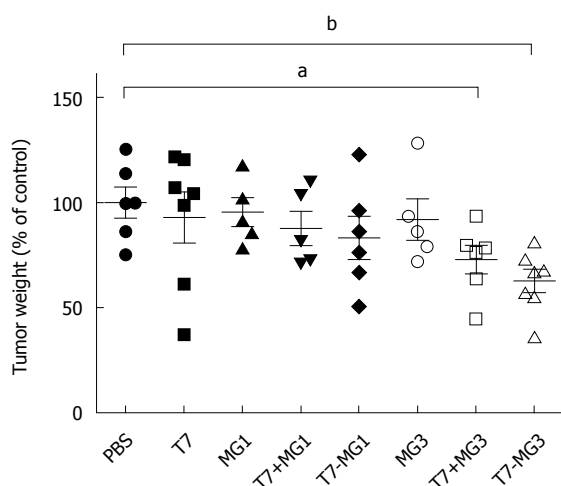 b
a
150
100
50
0
Tumor weight (% of control)
PBS
T7
MG1
T7+MG1
T7-MG1
MG3
T7+MG3
T7-MG3